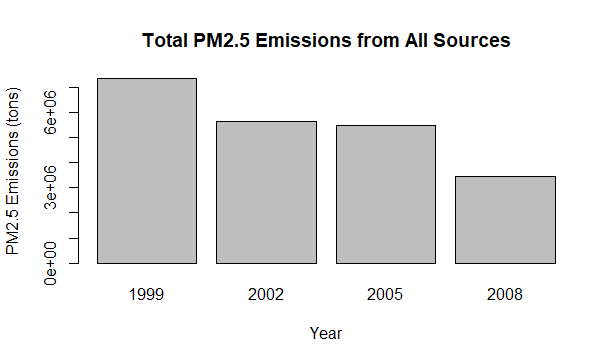 Total PM2.5 Emissions from All Sources
PM2.5 Emissions (tons)
6e+06
3e+06
0e+00
1999 2002 2005 2008
Year